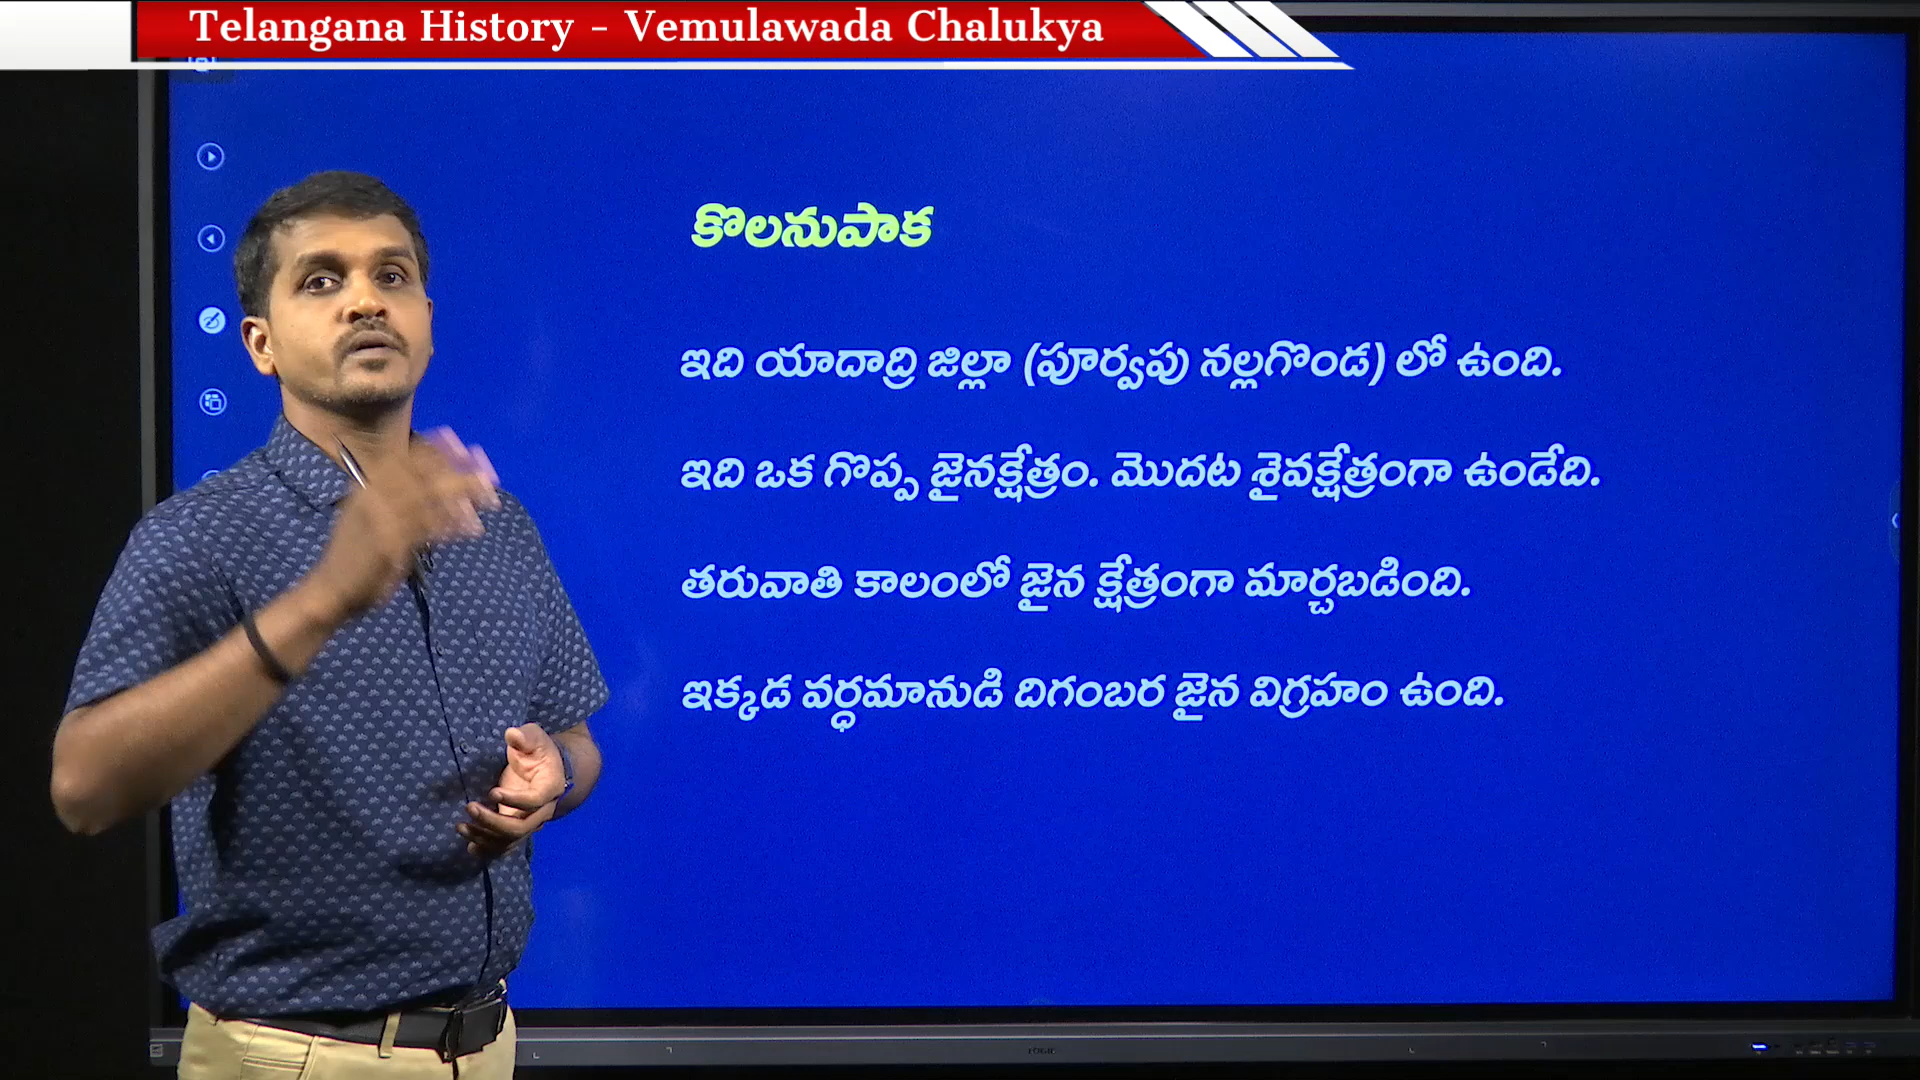 Telangana History - Vemulawada Chalukya
కొలనుపాక
ఇది యాదాద్రి జిల్లా (పూర్వపు నల్లగొండ) లో ఉంది.
ఇది ఒక గొప్ప జైనక్షేత్రం. మొదట శైవక్షేత్రంగా ఉండేది.
తరువాతి కాలంలో జైన క్షేత్రంగా మార్చబడింది.
ఇక్కడ వర్ధమానుడి దిగంబర జైన విగ్రహం ఉంది.